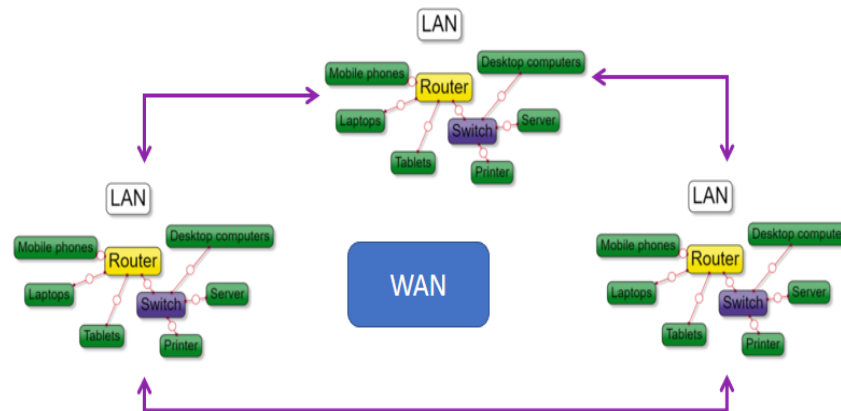 LAN
Mobile phones
Desktop computers
Router
Laptops
Switch
Server
Tablets
Printer
LAN
Mobile phones
Desktop computers
Router
Laptops
Switch
Server
Tablets
Printer
WAN
LAN
Mobile phones
Desktop computers
Router
Laptops
Switch
Server
Tablets
Printer